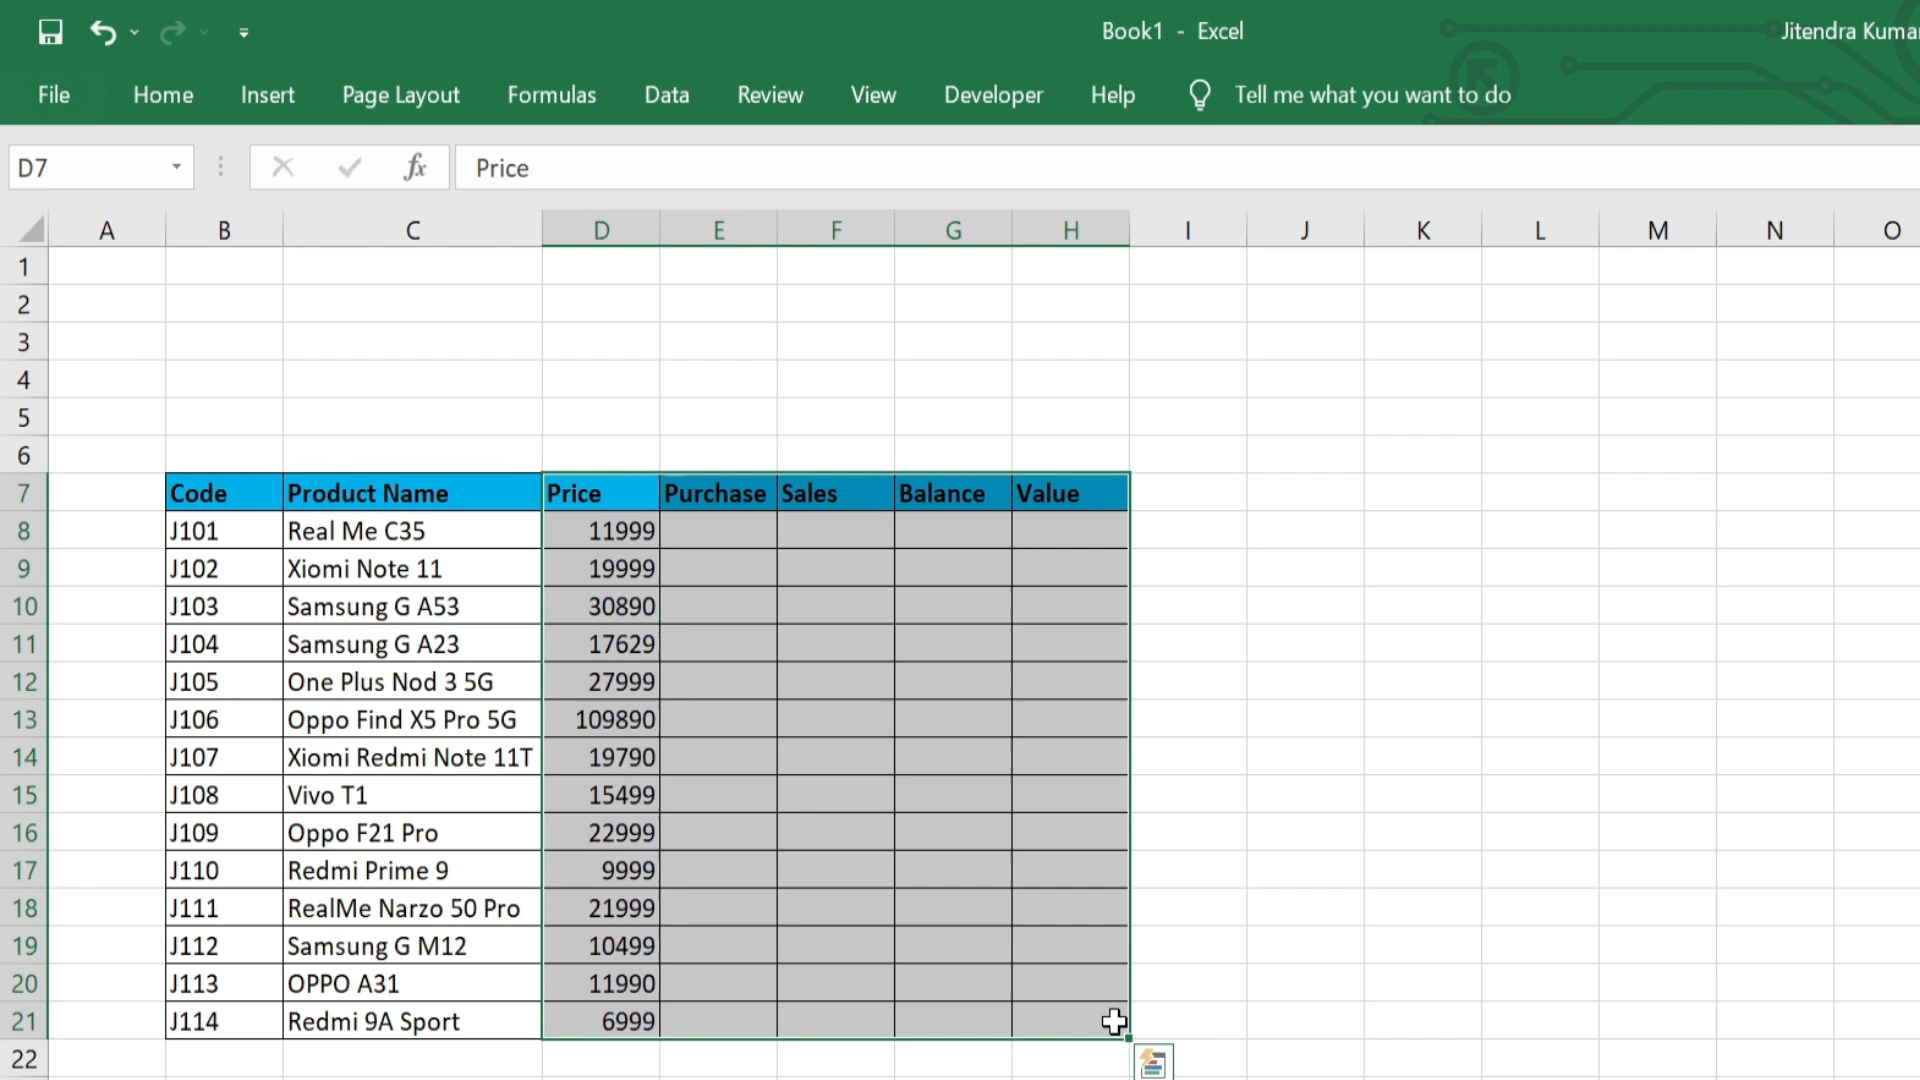 Book1 - Excel
Jitendra Kumar
File Home Insert Page Layout Formulas Data Review View Developer Help Tell me what you want to do
D7 fx Price
A B C D E F G H I J K L M N O
1
2
3
4
5
6
7 Code Product Name Price Purchase Sales Balance Value
8 J101 Real Me C35 11999
9 J102 Xiomi Note 11 19999
10 J103 Samsung G A53 30890
11 J104 Samsung G A23 17629
12 J105 One Plus Nod 3 5G 27999
13 J106 Oppo Find X5 Pro 5G 109890
14 J107 Xiomi Redmi Note 11T 19790
15 J108 Vivo T1 15499
16 J109 Oppo F21 Pro 22999
17 J110 Redmi Prime 9 9999
18 J111 RealMe Narzo 50 Pro 21999
19 J112 Samsung G M12 10499
20 J113 OPPO A31 11990
21 J114 Redmi 9A Sport 6999
22